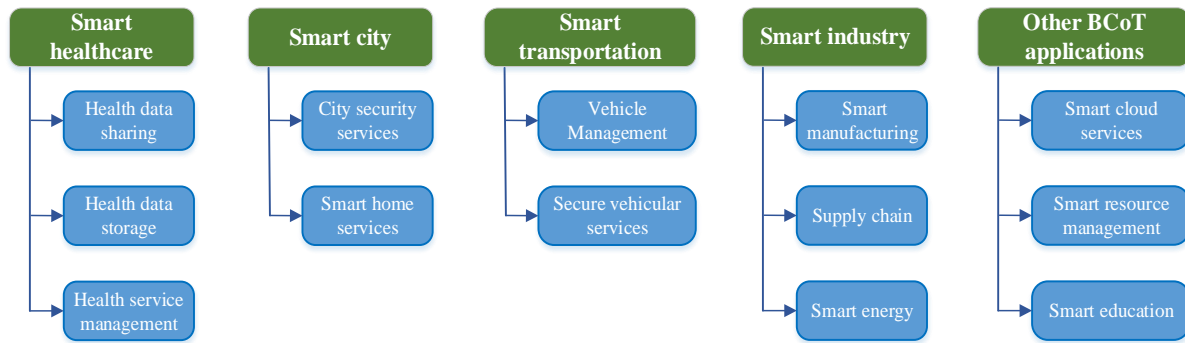 Smart
healthcare
Health data
sharing
Health data
storage
Health service
management
Smart city
City security
services
Smart home
services
Smart
transportation
Vehicle
Management
Secure vehicular
services
Smart industry
Smart
manufacturing
Supply chain
Smart energy
Other BCoT
applications
Smart cloud
services
Smart resource
management
Smart education